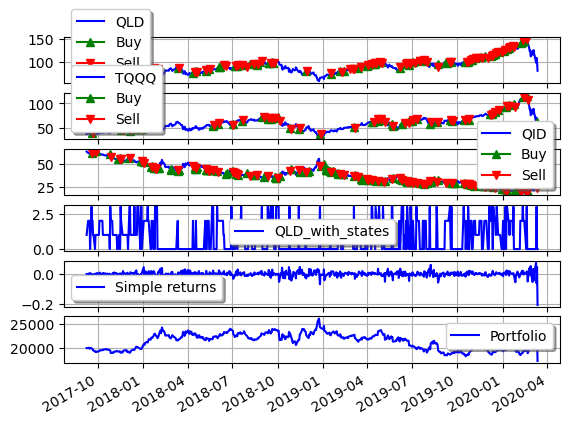 QLD
Buy
Sell
150
100
TQQQ
Buy
Sell
100
50
QID
Buy
Sell
50
25
QLD_with_states
2.5
0.0
Simple returns
0.0
−0.2
Portfolio
25000
20000
2017-10
2018-01
2018-04
2018-07
2018-10
2019-01
2019-04
2019-07
2019-10
2020-01
2020-04